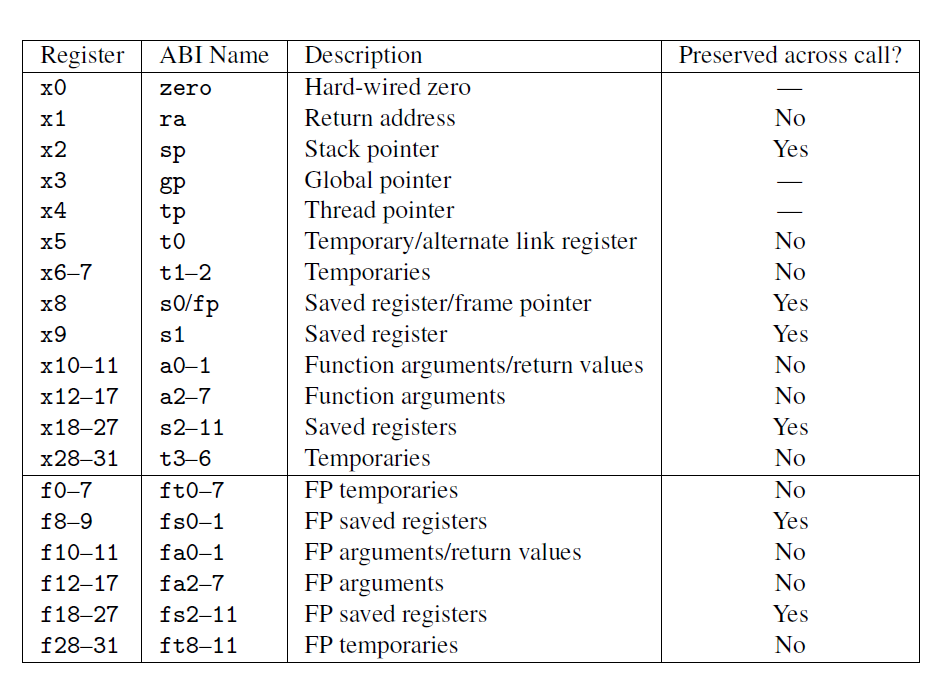 Register ABI Name Description Preserved across call?
x0 zero Hard-wired zero —
x1 ra Return address No
x2 sp Stack pointer Yes
x3 gp Global pointer —
x4 tp Thread pointer —
x5 t0 Temporary/alternate link register No
x6–7 t1–2 Temporaries No
x8 s0/fp Saved register/frame pointer Yes
x9 s1 Saved register Yes
x10–11 a0–1 Function arguments/return values No
x12–17 a2–7 Function arguments No
x18–27 s2–11 Saved registers Yes
x28–31 t3–6 Temporaries No
f0–7 ft0–7 FP temporaries No
f8–9 fs0–1 FP saved registers Yes
f10–11 fa0–1 FP arguments/return values No
f12–17 fa2–7 FP arguments No
f18–27 fs2–11 FP saved registers Yes
f28–31 ft8–11 FP temporaries No